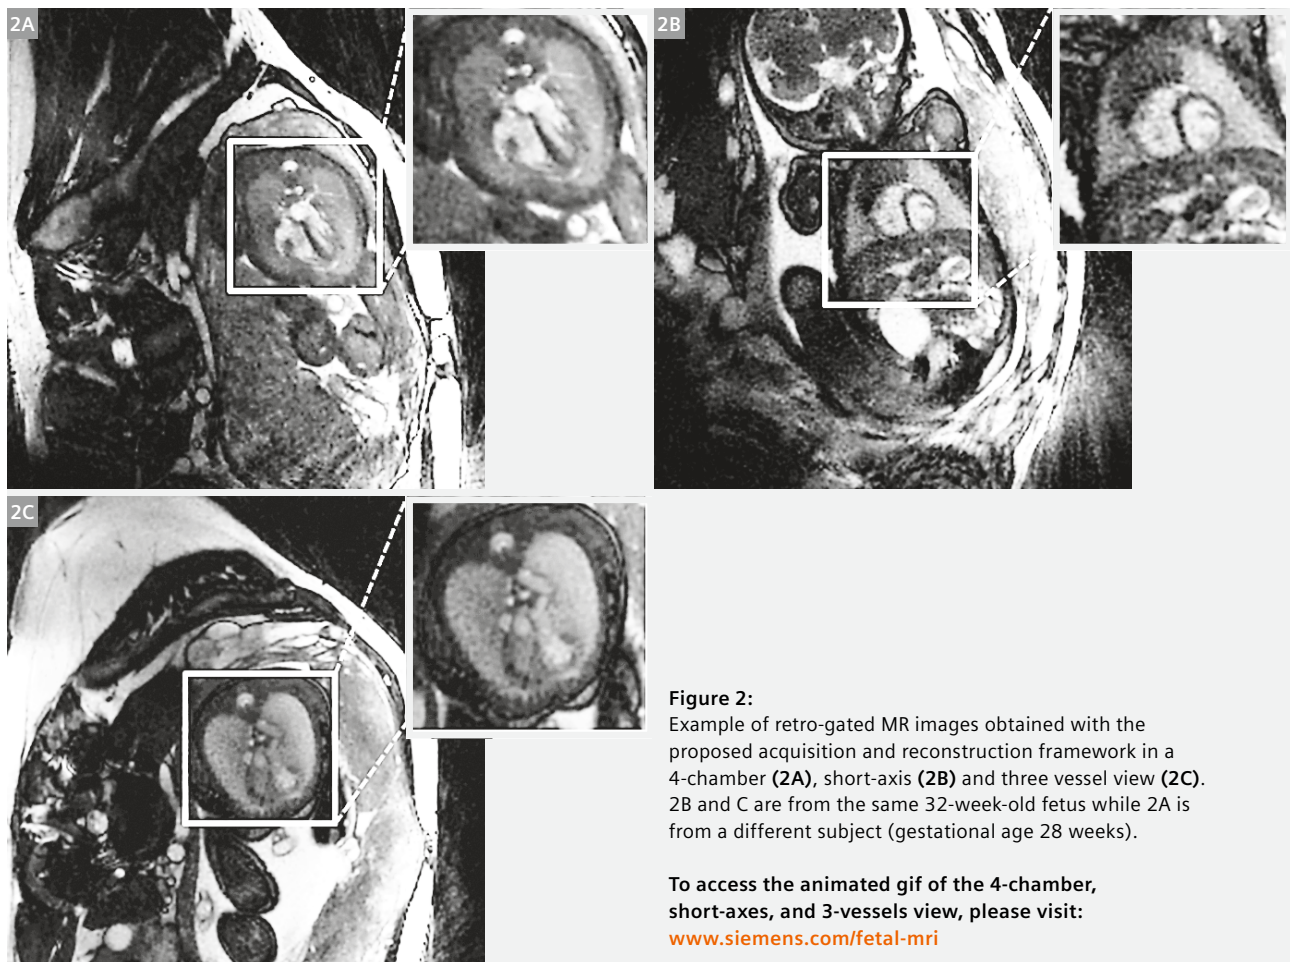 2A
2B
2C
Figure 2:
Example of retro-gated MR images obtained with the
proposed acquisition and reconstruction framework in a
4-chamber (2A), short-axis (2B) and three vessel view (2C).
2B and C are from the same 32-week-old fetus while 2A is
from a different subject (gestational age 28 weeks).
To access the animated gif of the 4-chamber,
short-axes, and 3-vessels view, please visit:
www.siemens.com/fetal-mri